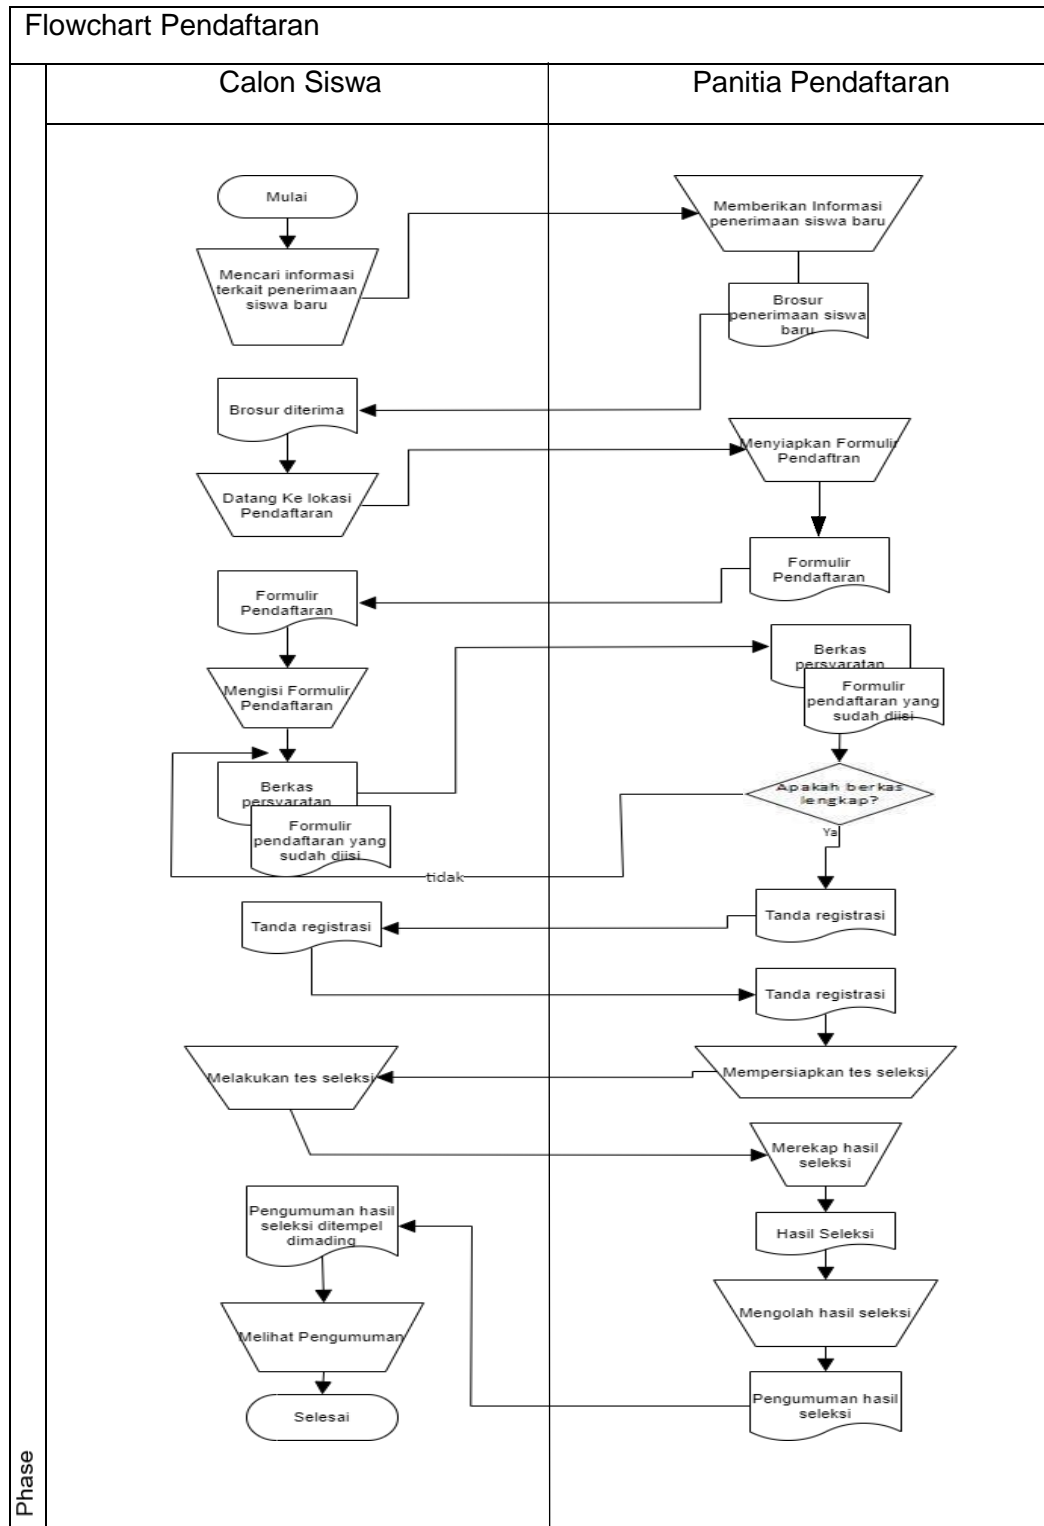 Flowchart Pendaftaran
Calon Siswa
Panitia Pendaftaran
Mulai
Memberikan Informasi
penerimaan siswa baru
Mencari informasi
terkait penerimaan
siswa baru
Brosur
penerimaan siswa
baru
Brosur diterima
Menyiapkan Formulir
Pendaftran
Datang Ke lokasi
Pendaftaran
Formulir
Pendaftaran
Formulir
Pendaftaran
Berkas
persyaratan
Formulir
pendaftaran yang
sudah diisi
Mengisi Formulir
Pendaftaran
Berkas
persyaratan
Formulir
pendaftaran yang
sudah diisi
Apakah berkas
lengkap?
Ya
tidak
Tanda registrasi
Tanda registrasi
Tanda registrasi
Melakukan tes seleksi
Mempersiapkan tes seleksi
Merekap hasil
seleksi
Pengumuman hasil
seleksi ditempel
dimading
Hasil Seleksi
Mengolah hasil seleksi
Melihat Pengumuman
Pengumuman hasil
seleksi
Selesai
Phase